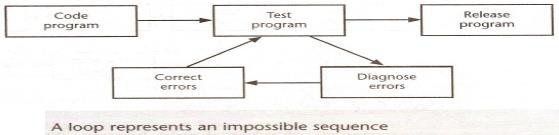 Code
program
Test
program
Release
program
Correct
errors
Diagnose
errors
A loop represents an impossible sequence